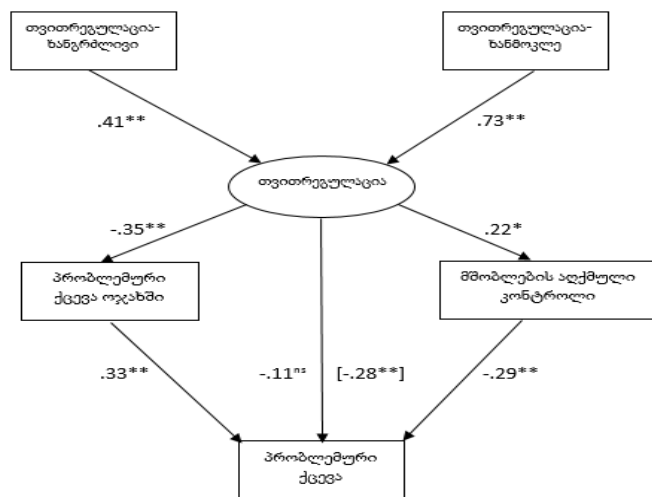 თვითრეგულაცია-
ხანგრძლივი
თვითრეგულაცია-
ხანმოკლე
.41**
.73**
თვითრეგულაცია
-.35**
.22*
პრობლემური
ქცევა ოჯახში
მშობლების აღქმული
კონტროლი
.33**
-.11ⁿˢ
[-.28**]
-.29**
პრობლემური
ქცევა